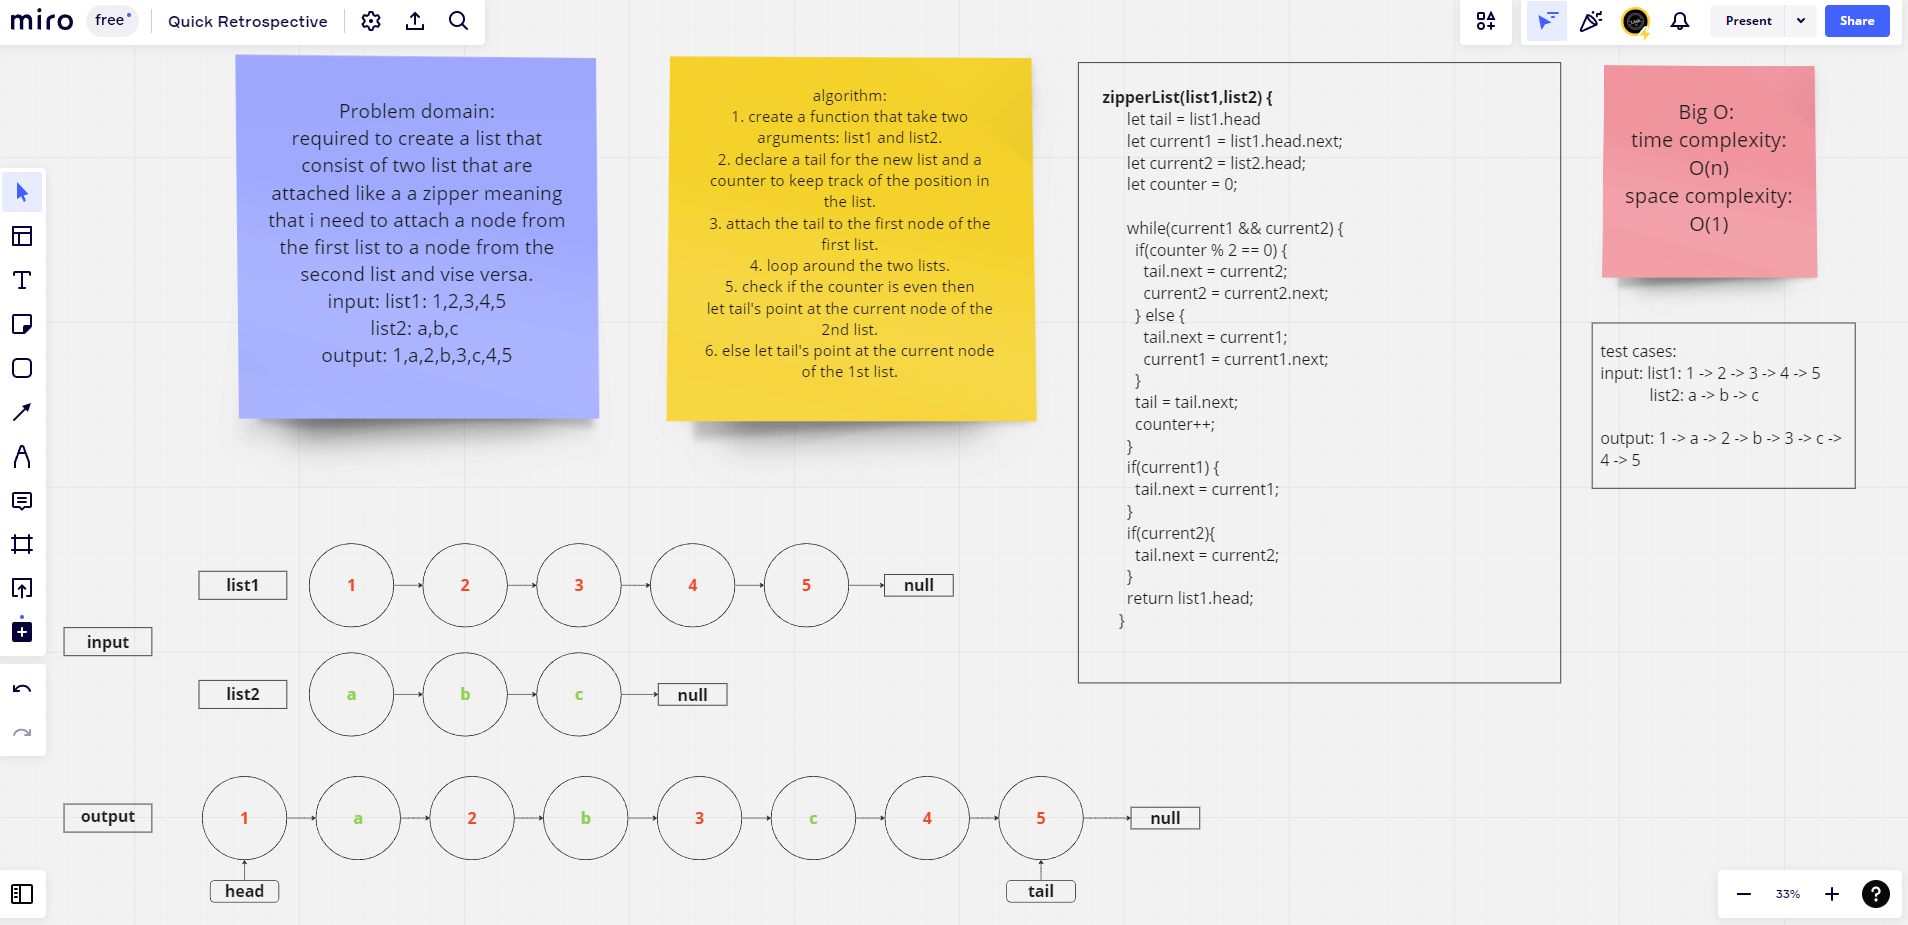 miro
free
Quick Retrospective
Present
Share
Problem domain:
required to create a list that
consist of two list that are
attached like a a zipper meaning
that i need to attach a node from
the first list to a node from the
second list and vise versa.
input: list1: 1,2,3,4,5
list2: a,b,c
output: 1,a,2,b,3,c,4,5
algorithm:
1. create a function that take two
arguments: list1 and list2.
2. declare a tail for the new list and a
counter to keep track of the position in
the list.
3. attach the tail to the first node of the
first list.
4. loop around the two lists.
5. check if the counter is even then
let tail's point at the current node of the
2nd list.
6. else let tail's point at the current node
of the 1st list.
zipperList(list1,list2) {
let tail = list1.head
let current1 = list1.head.next;
let current2 = list2.head;
let counter = 0;
while(current1 && current2) {
if(counter % 2 == 0) {
tail.next = current2;
current2 = current2.next;
} else {
tail.next = current1;
current1 = current1.next;
}
tail = tail.next;
counter++;
}
if(current1) {
tail.next = current1;
}
if(current2){
tail.next = current2;
}
return list1.head;
}
Big O:
time complexity:
O(n)
space complexity:
O(1)
test cases:
input: list1: 1 -> 2 -> 3 -> 4 -> 5
list2: a -> b -> c
output: 1 -> a -> 2 -> b -> 3 -> c ->
4 -> 5
list1 1 2 3 4 5 null
input
list2 a b c null
output 1 a 2 b 3 c 4 5 null
head tail
33%